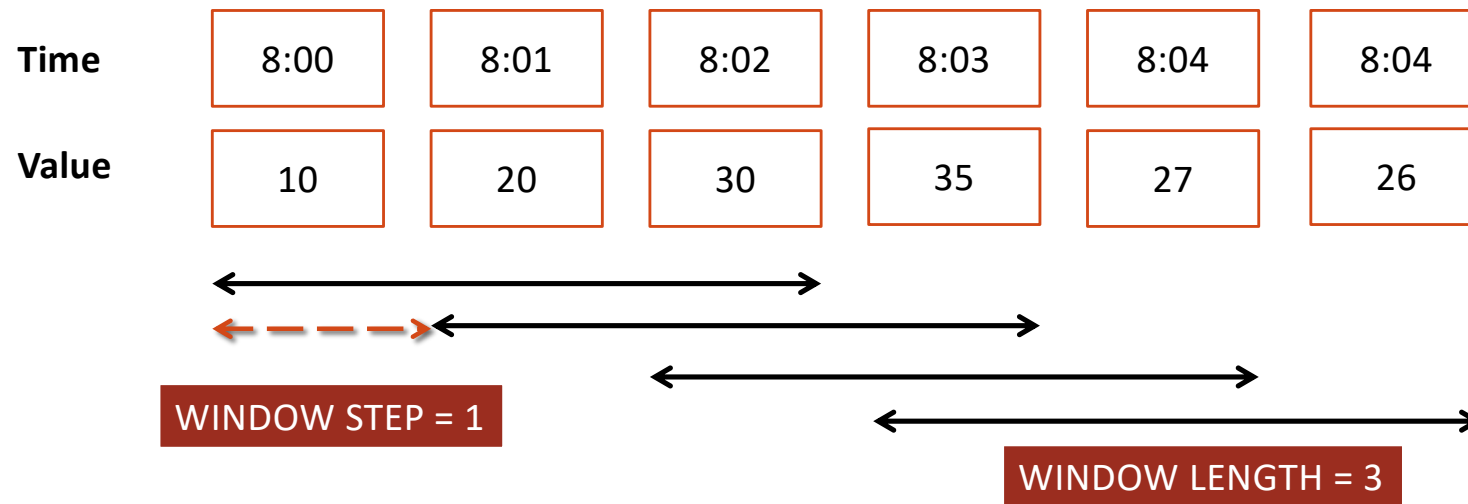 Time 8:00 8:01 8:02 8:03 8:04 8:04
Value 10 20 30 35 27 26
WINDOW STEP = 1
WINDOW LENGTH = 3